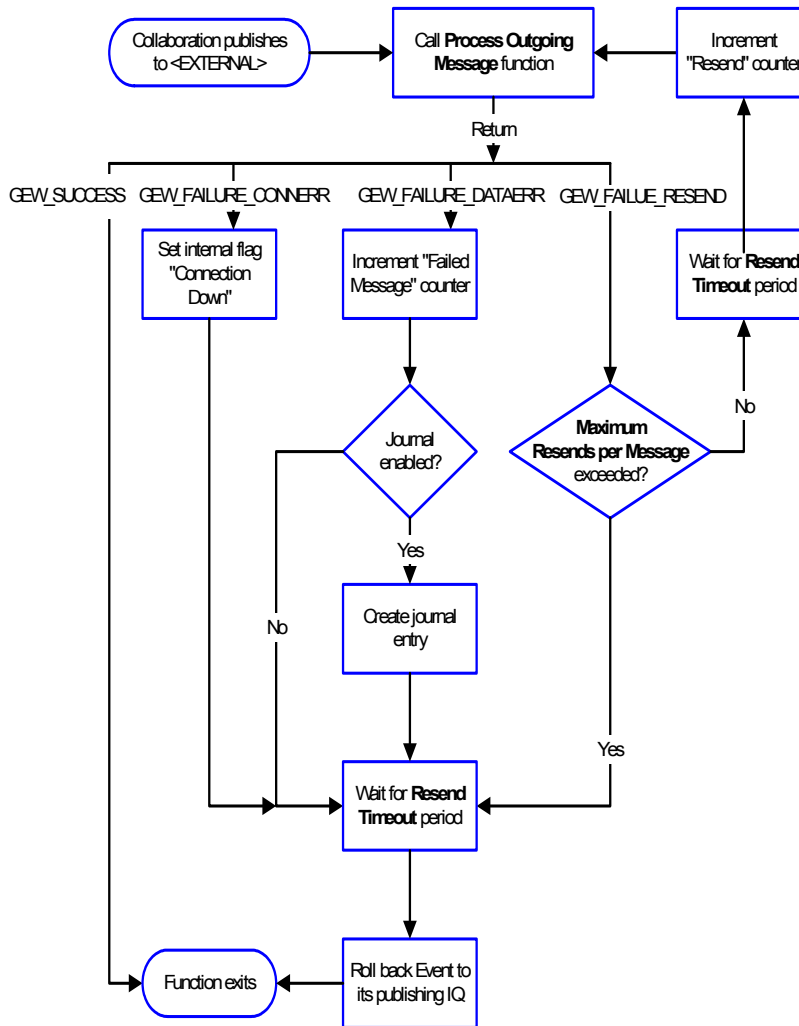 Collaboration publishes
to <EXTERNAL>
Call Process Outgoing
Message function
Increment
"Resend" counter
Return
GEW_SUCCESS
GEW_FAILURE_CONNERR
GEW_FAILURE_DATAERR
GEW_FAILUE_RESEND
Set internal flag
"Connection
Down"
Increment "Failed
Message" counter
Wait for Resend
Timeout period
No
Journal
enabled?
Maximum
Resends per Message
exceeded?
Yes
No
Create journal
entry
Yes
Wait for Resend
Timeout period
Function exits
Roll back Event to
its publishing IQ